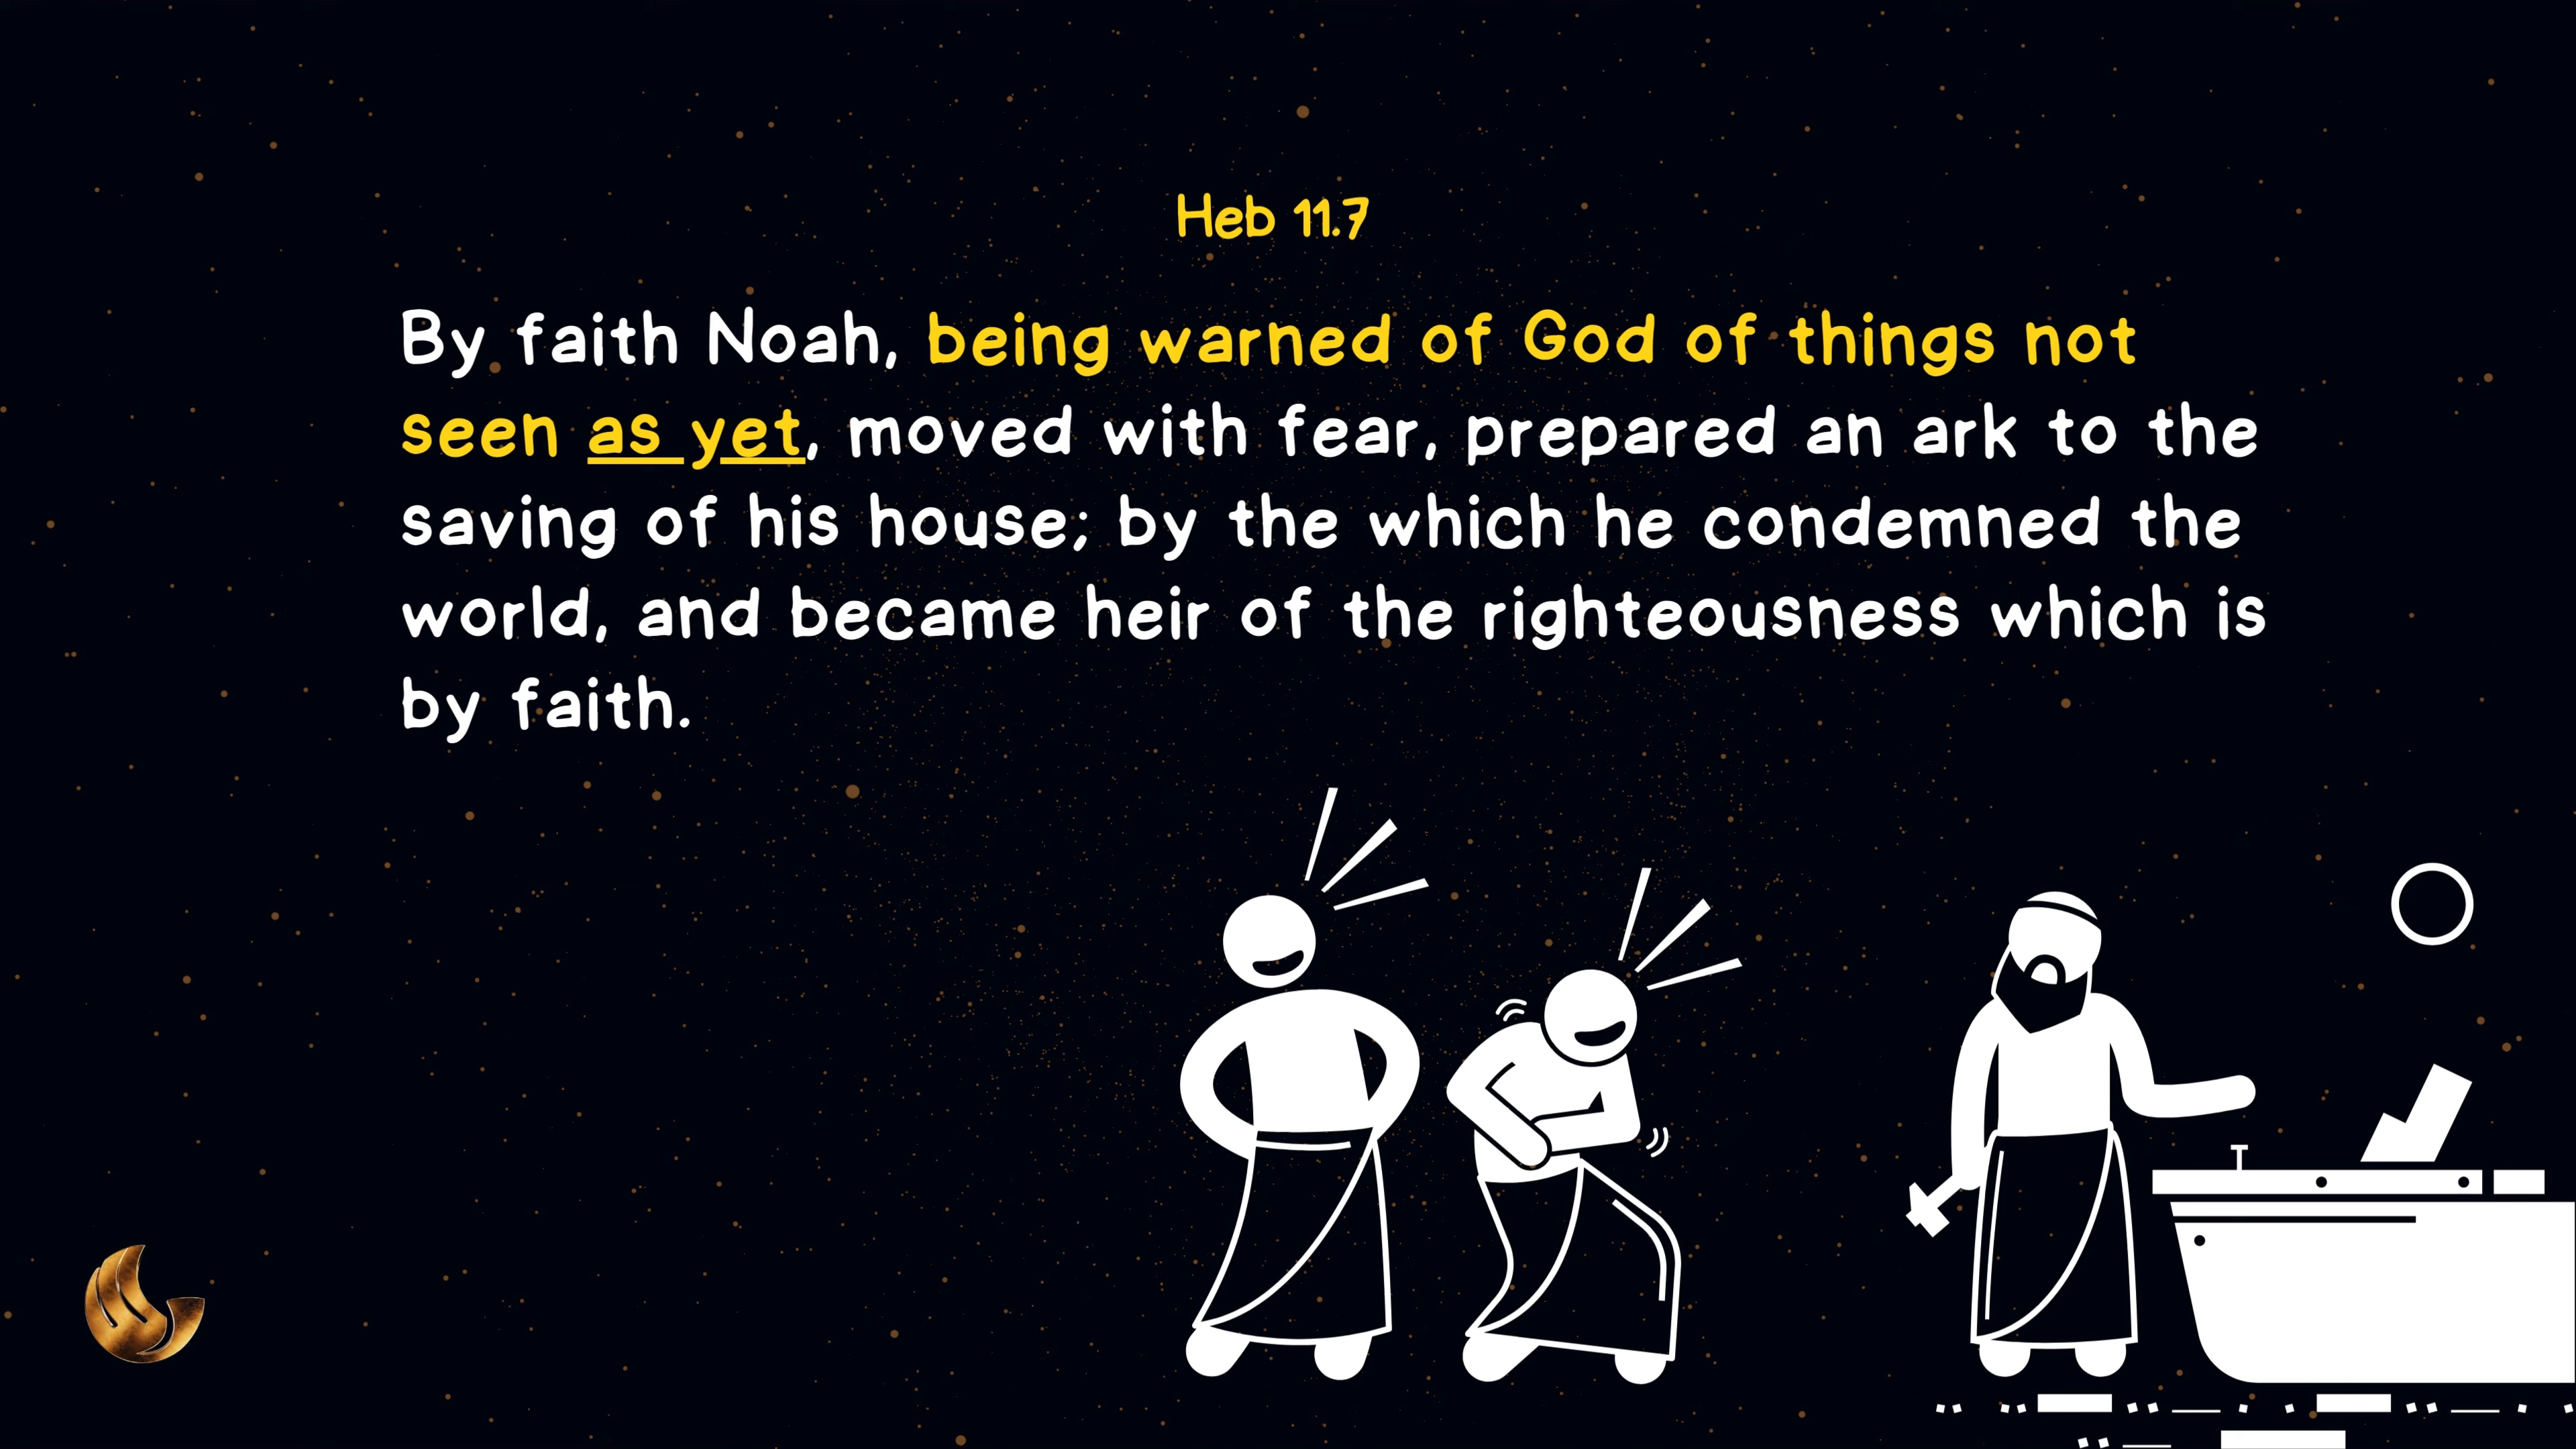 Heb 11.7
By faith Noah, being warned of God of things not
seen as yet, moved with fear, prepared an ark to the
saving of his house; by the which he condemned the
world, and became heir of the righteousness which is
by faith.